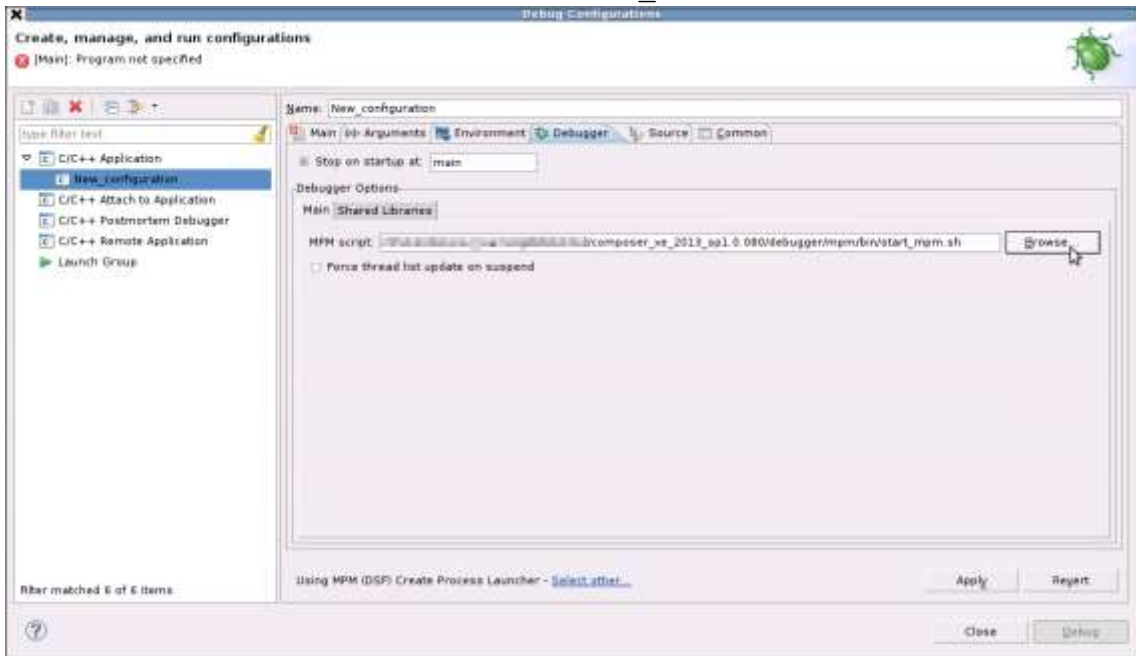 Debug Configurations
Create, manage, and run configurations
[Main]: Program not specified
Name: New_configuration
type filter text
Main Arguments Environment Debugger Source Common
C/C++ Application
Stop on startup at: main
New_configuration
Debugger Options
C/C++ Attach to Application
Main Shared Libraries
C/C++ Postmortem Debugger
C/C++ Remote Application
MPM script: /composer_xe_2013_sp1.0.080/debugger/mpm/bin/start_mpm.sh Browse...
Launch Group
Force thread list update on suspend
Using MPM (DSF) Create Process Launcher - Select other...
Apply Revert
Filter matched 6 of 6 items
Close Debug